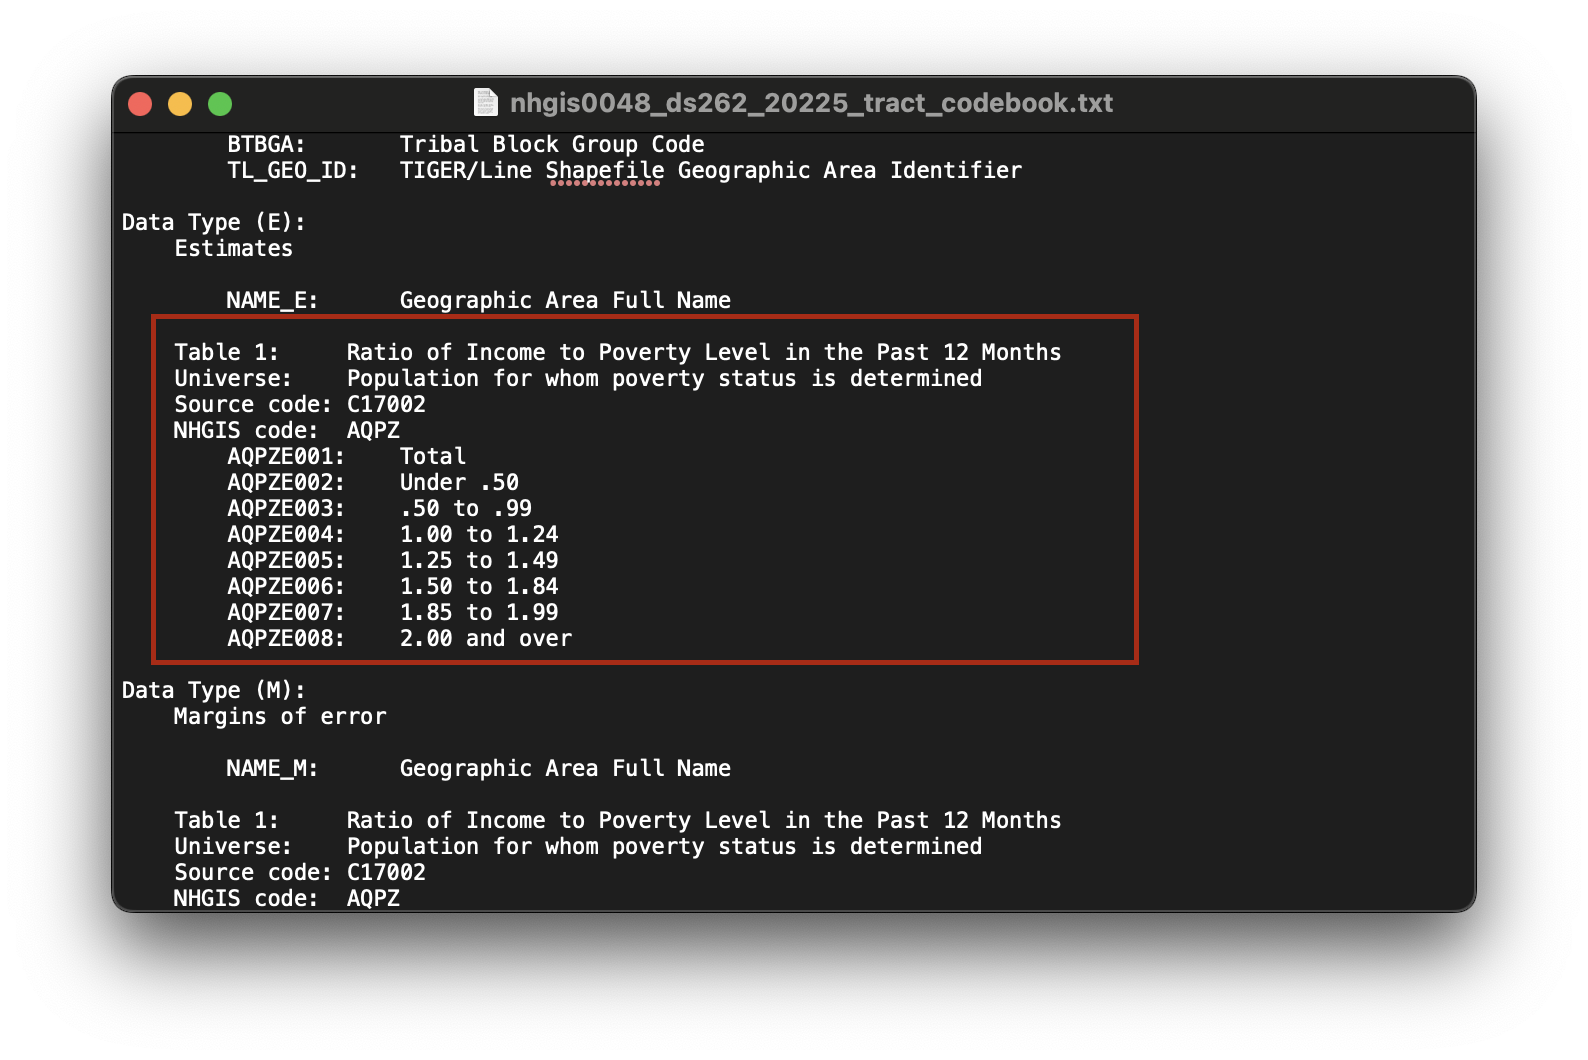 nhgis0048_ds262_20225_tract_codebook.txt
BTBGA: Tribal Block Group Code
TL_GEO_ID: TIGER/Line Shapefile Geographic Area Identifier
Data Type (E):
Estimates
NAME_E: Geographic Area Full Name
Table 1: Ratio of Income to Poverty Level in the Past 12 Months
Universe: Population for whom poverty status is determined
Source code: C17002
NHGIS code: AQPZ
AQPZE001: Total
AQPZE002: Under .50
AQPZE003: .50 to .99
AQPZE004: 1.00 to 1.24
AQPZE005: 1.25 to 1.49
AQPZE006: 1.50 to 1.84
AQPZE007: 1.85 to 1.99
AQPZE008: 2.00 and over
Data Type (M):
Margins of error
NAME_M: Geographic Area Full Name
Table 1: Ratio of Income to Poverty Level in the Past 12 Months
Universe: Population for whom poverty status is determined
Source code: C17002
NHGIS code: AQPZ